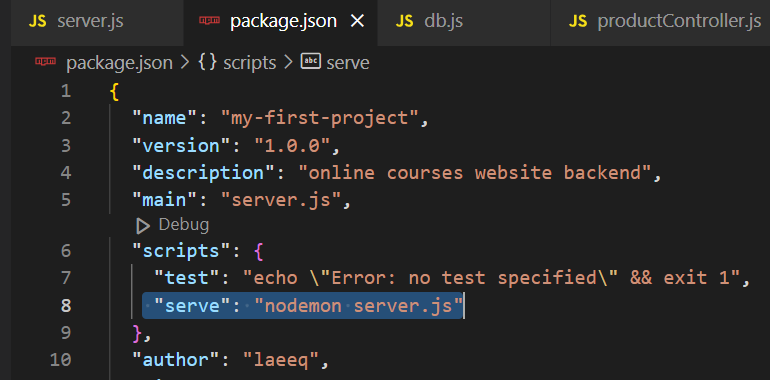 JS server.js
package.json
JS db.js
JS productController.js
package.json > {} scripts > abc serve
1 {
2 "name": "my-first-project",
3 "version": "1.0.0",
4 "description": "online courses website backend",
5 "main": "server.js",
Debug
6 "scripts": {
7 "test": "echo \"Error: no test specified\" && exit 1",
8 "serve": "nodemon server.js"
9 },
10 "author": "laeeq",